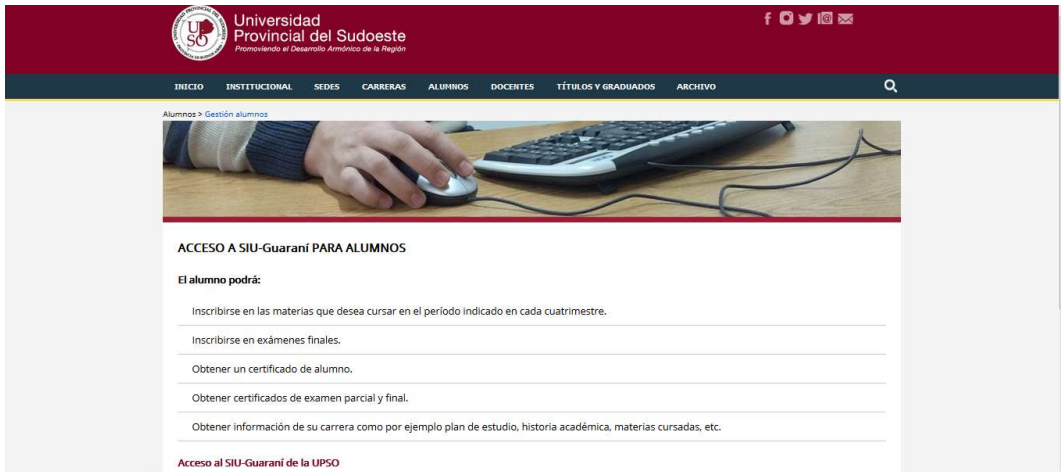 Universidad
Provincial del Sudoeste
Promoviendo el Desarrollo Armónico de la Región
UPSO
INICIO INSTITUCIONAL SEDES CARRERAS ALUMNOS DOCENTES TÍTULOS Y GRADUADOS ARCHIVO
Alumnos > Gestión alumnos
ACCESO A SIU-Guaraní PARA ALUMNOS
El alumno podrá:
Inscribirse en las materias que desea cursar en el período indicado en cada cuatrimestre.
Inscribirse en exámenes finales.
Obtener un certificado de alumno.
Obtener certificados de examen parcial y final.
Obtener información de su carrera como por ejemplo plan de estudio, historia académica, materias cursadas, etc.
Acceso al SIU-Guaraní de la UPSO